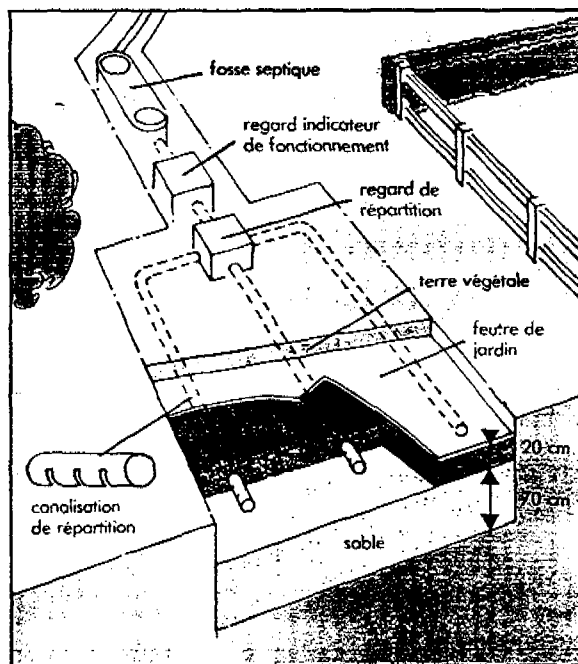 fosse septique
regard indicateur
de fonctionnement
regard de
répartition
terre végétale
feutre de
jardin
20 cm
70 cm
canalisation
de répartition
sable